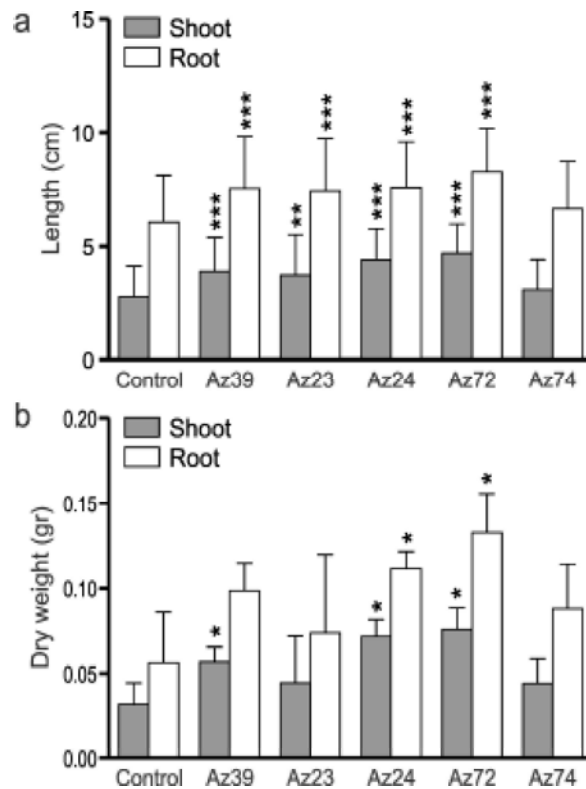 a
Shoot
Root
Length (cm)
15
10
5
0
***
***
**
***
***
***
***
***
Control Az39 Az23 Az24 Az72 Az74
b
Shoot
Root
Dry weight (gr)
0.20
0.15
0.10
0.05
0.00
*
*
*
*
*
Control Az39 Az23 Az24 Az72 Az74